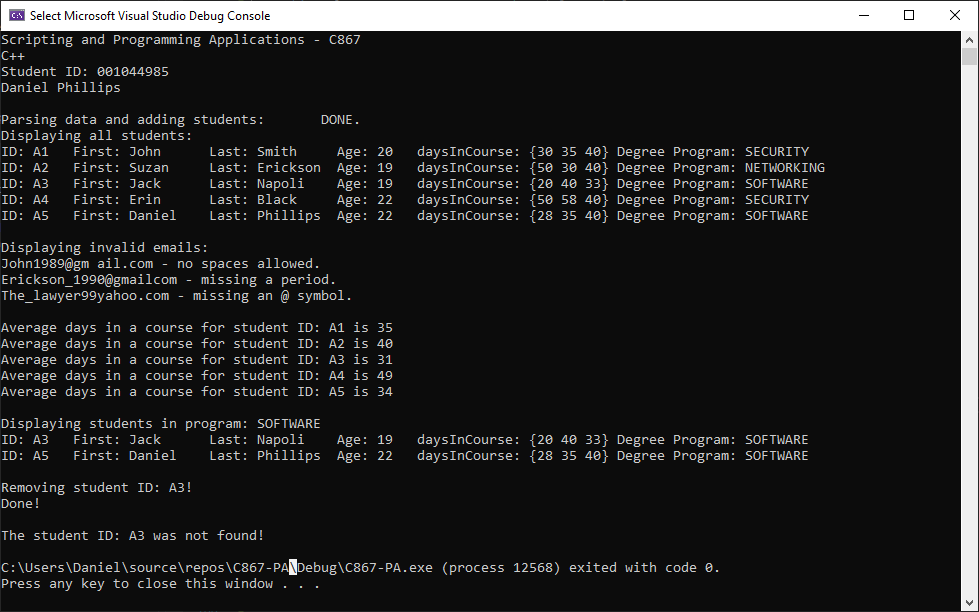 Select Microsoft Visual Studio Debug Console
Scripting and Programming Applications - C867
C++
Student ID: 001044985
Daniel Phillips
Parsing data and adding students:       DONE.
Displaying all students:
ID: A1   First: John      Last: Smith     Age: 20   daysInCourse: {30 35 40} Degree Program: SECURITY
ID: A2   First: Suzan     Last: Erickson  Age: 19   daysInCourse: {50 30 40} Degree Program: NETWORKING
ID: A3   First: Jack      Last: Napoli    Age: 19   daysInCourse: {20 40 33} Degree Program: SOFTWARE
ID: A4   First: Erin      Last: Black     Age: 22   daysInCourse: {50 58 40} Degree Program: SECURITY
ID: A5   First: Daniel    Last: Phillips  Age: 22   daysInCourse: {28 35 40} Degree Program: SOFTWARE
Displaying invalid emails:
John1989@gm ail.com - no spaces allowed.
Erickson_1990@gmailcom - missing a period.
The_lawyer99yahoo.com - missing an @ symbol.
Average days in a course for student ID: A1 is 35
Average days in a course for student ID: A2 is 40
Average days in a course for student ID: A3 is 31
Average days in a course for student ID: A4 is 49
Average days in a course for student ID: A5 is 34
Displaying students in program: SOFTWARE
ID: A3   First: Jack      Last: Napoli    Age: 19   daysInCourse: {20 40 33} Degree Program: SOFTWARE
ID: A5   First: Daniel    Last: Phillips  Age: 22   daysInCourse: {28 35 40} Degree Program: SOFTWARE
Removing student ID: A3!
Done!
The student ID: A3 was not found!
C:\Users\Daniel\source\repos\C867-PA\Debug\C867-PA.exe (process 12568) exited with code 0.
Press any key to close this window . . .